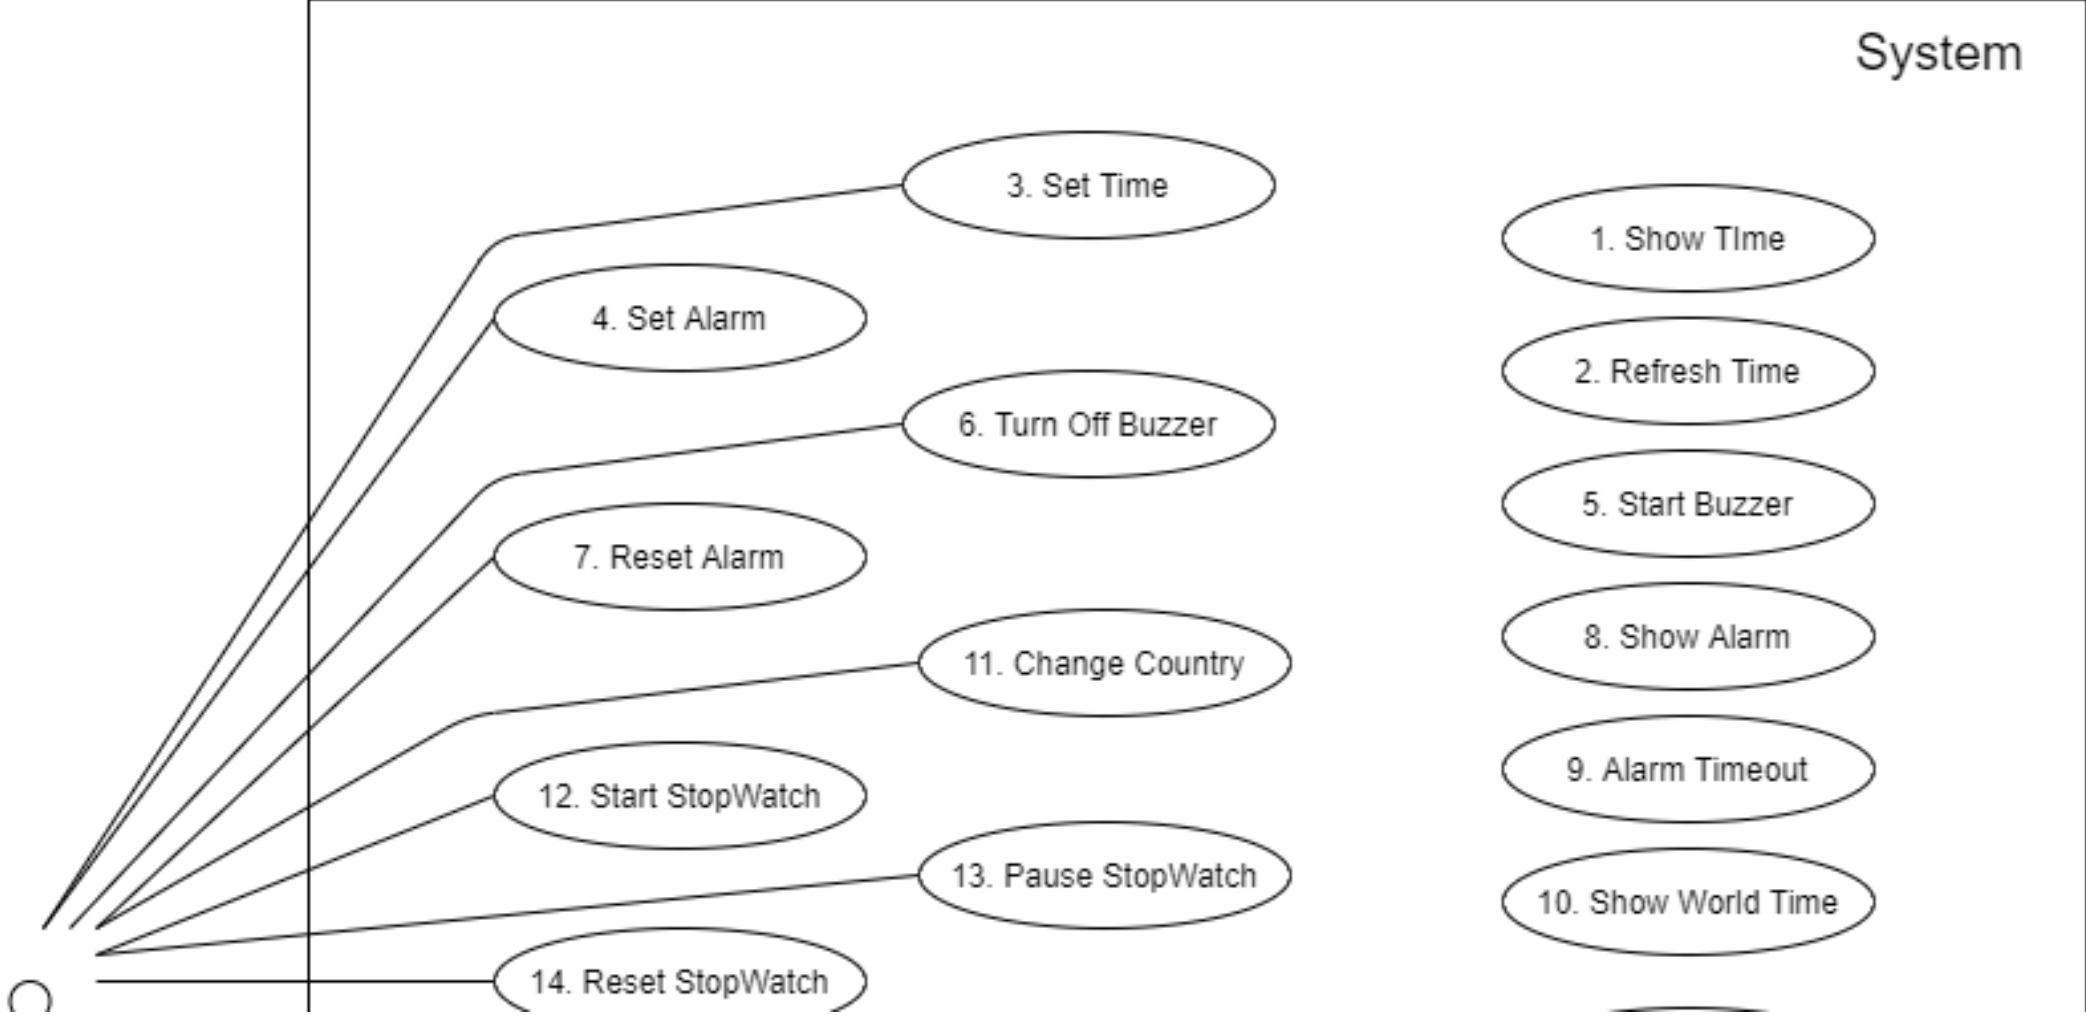 System
3. Set Time
1. Show TIme
4. Set Alarm
2. Refresh Time
6. Turn Off Buzzer
5. Start Buzzer
7. Reset Alarm
8. Show Alarm
11. Change Country
9. Alarm Timeout
12. Start StopWatch
13. Pause StopWatch
10. Show World Time
14. Reset StopWatch